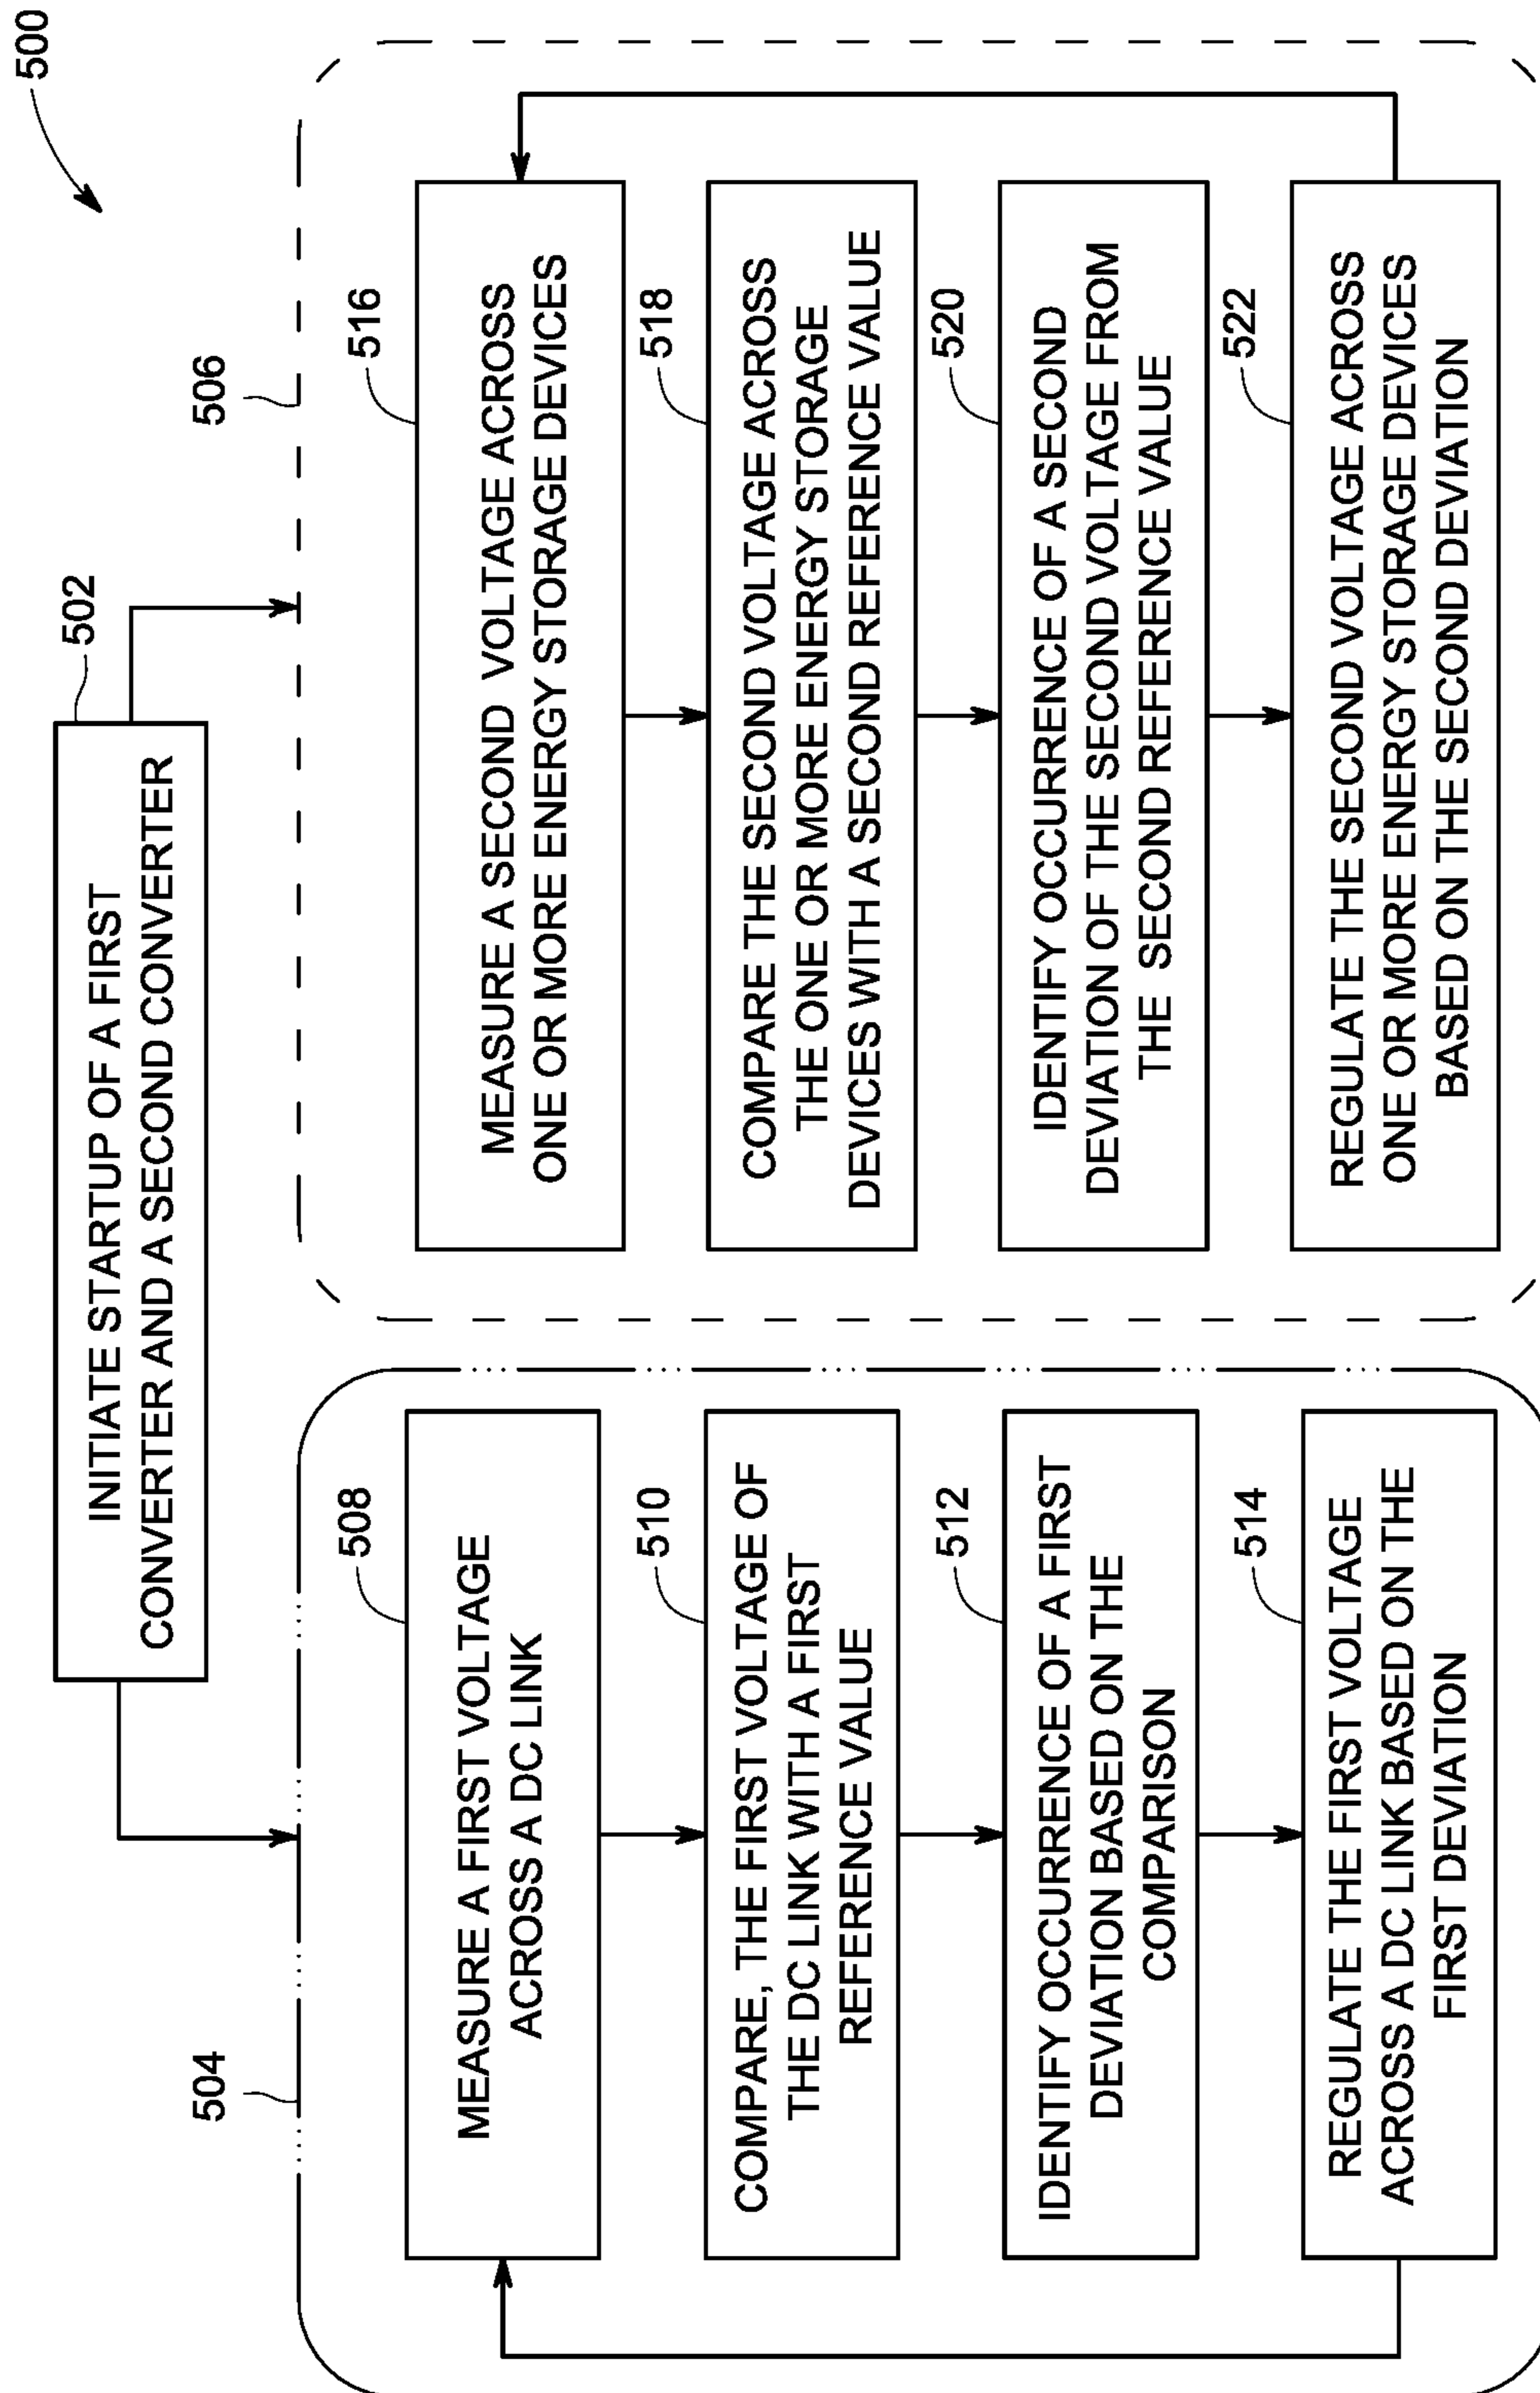 500
502
INITIATE STARTUP OF A FIRST
CONVERTER AND A SECOND CONVERTER
504
508
MEASURE A FIRST VOLTAGE
ACROSS A DC LINK
510
COMPARE, THE FIRST VOLTAGE OF
THE DC LINK WITH A FIRST
REFERENCE VALUE
512
IDENTIFY OCCURRENCE OF A FIRST
DEVIATION BASED ON THE
COMPARISON
514
REGULATE THE FIRST VOLTAGE
ACROSS A DC LINK BASED ON THE
FIRST DEVIATION
506
516
MEASURE A SECOND VOLTAGE ACROSS
ONE OR MORE ENERGY STORAGE DEVICES
518
COMPARE THE SECOND VOLTAGE ACROSS
THE ONE OR MORE ENERGY STORAGE
DEVICES WITH A SECOND REFERENCE VALUE
520
IDENTIFY OCCURRENCE OF A SECOND
DEVIATION OF THE SECOND VOLTAGE FROM
THE SECOND REFERENCE VALUE
522
REGULATE THE SECOND VOLTAGE ACROSS
ONE OR MORE ENERGY STORAGE DEVICES
BASED ON THE SECOND DEVIATION